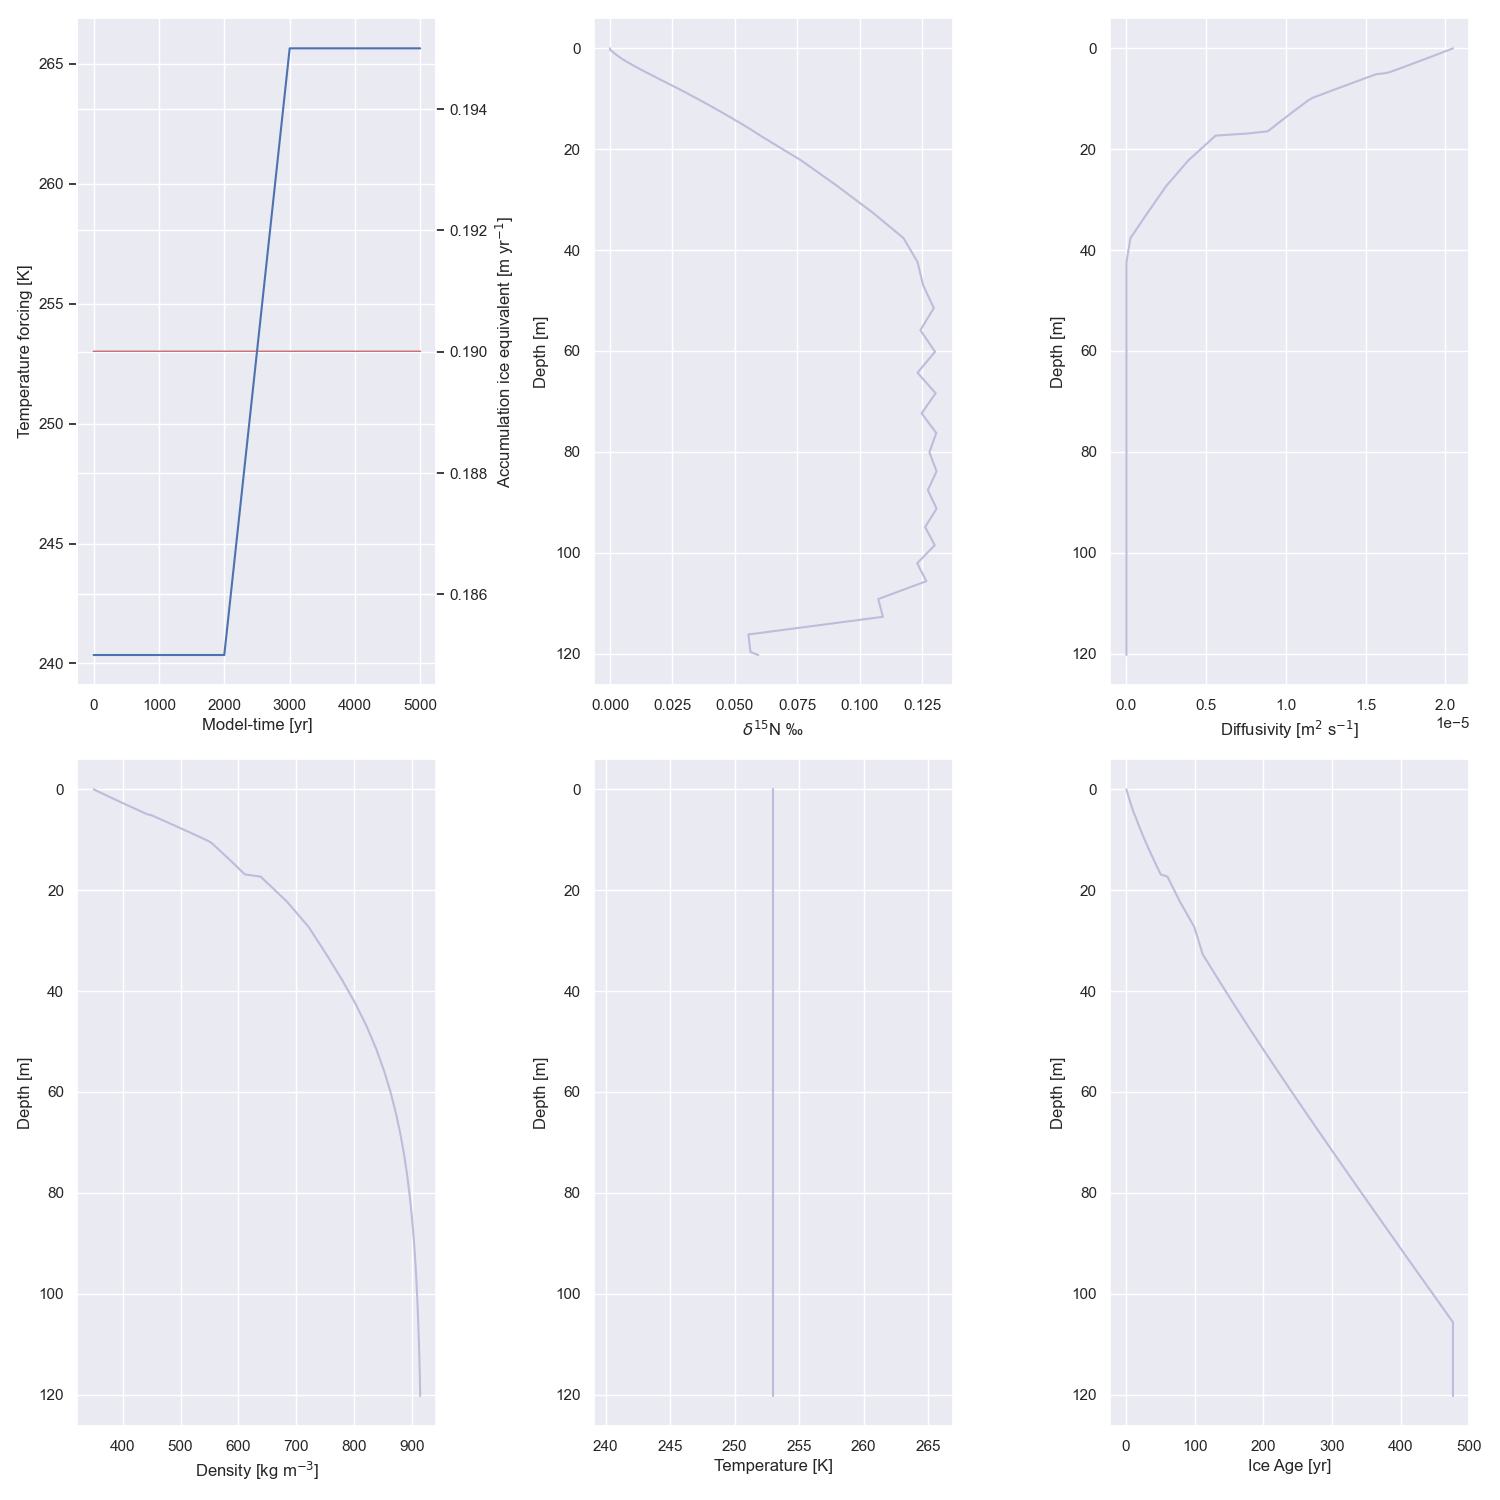 265
260
255
250
245
240
Temperature forcing [K]
0.194
0.192
0.190
0.188
0.186
Accumulation ice equivalent [m yr⁻¹]
0 1000 2000 3000 4000 5000
Model-time [yr]
0
20
40
60
80
100
120
Depth [m]
0.000 0.025 0.050 0.075 0.100 0.125
δ¹⁵N ‰
0
20
40
60
80
100
120
Depth [m]
0.0 0.5 1.0 1.5 2.0
1e−5
Diffusivity [m² s⁻¹]
0
20
40
60
80
100
120
Depth [m]
400 500 600 700 800 900
Density [kg m⁻³]
0
20
40
60
80
100
120
Depth [m]
240 245 250 255 260 265
Temperature [K]
0
20
40
60
80
100
120
Depth [m]
0 100 200 300 400 500
Ice Age [yr]